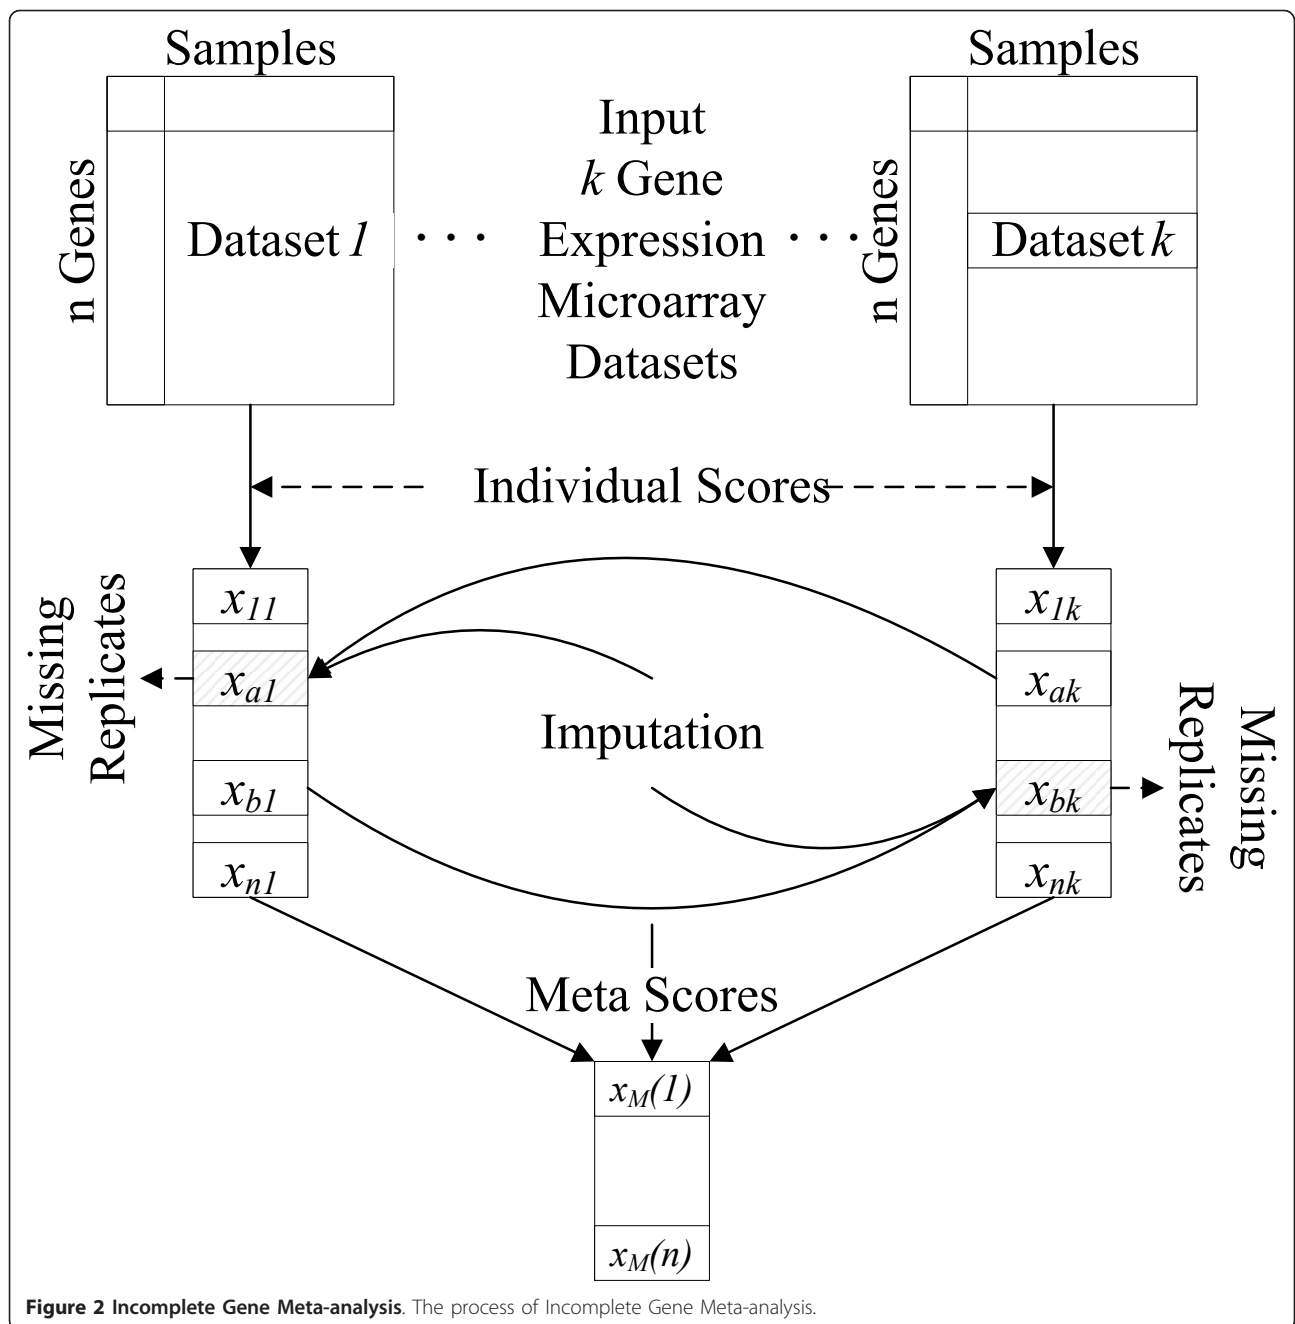 Samples
Samples
n Genes
Dataset 1
. . .
Input
k Gene
Expression
Microarray
Datasets
. . .
n Genes
Dataset k
Individual Scores
Missing
Replicates
x11
xa1
xb1
xn1
Imputation
x1k
xak
xbk
xnk
Missing
Replicates
Meta Scores
xM(1)
xM(n)
Figure 2 Incomplete Gene Meta-analysis. The process of Incomplete Gene Meta-analysis.